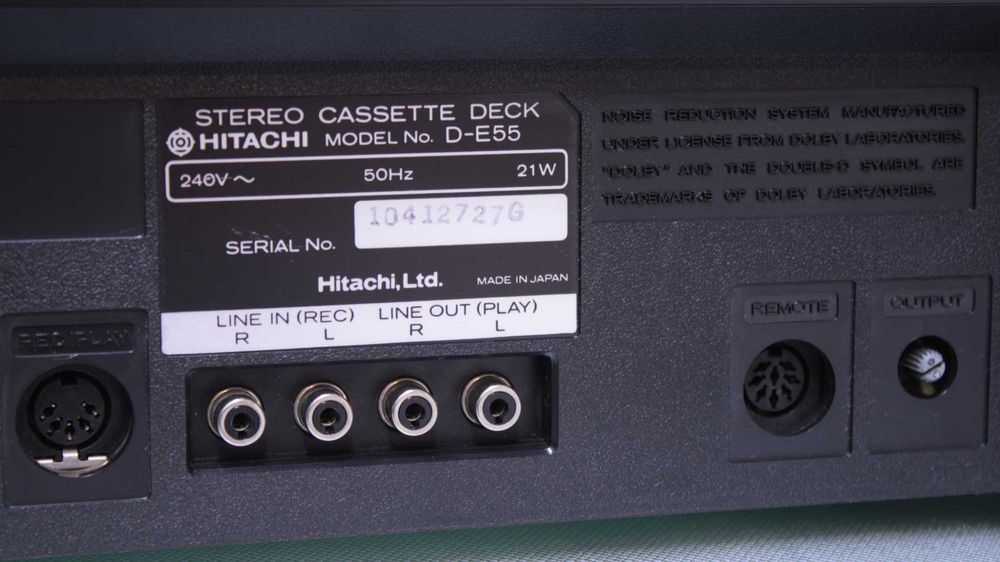 STEREO CASSETTE DECK
HITACHI MODEL No. D-E55
240V~ 50Hz 21W
SERIAL No. 10412727G
Hitachi, Ltd. MADE IN JAPAN
LINE IN (REC) LINE OUT (PLAY)
R L R L
NOISE REDUCTION SYSTEM MANUFACTURED
UNDER LICENSE FROM DOLBY LABORATORIES.
"DOLBY" AND THE DOUBLE-D SYMBOL ARE
TRADEMARKS OF DOLBY LABORATORIES.
REC/PLAY
REMOTE
OUTPUT